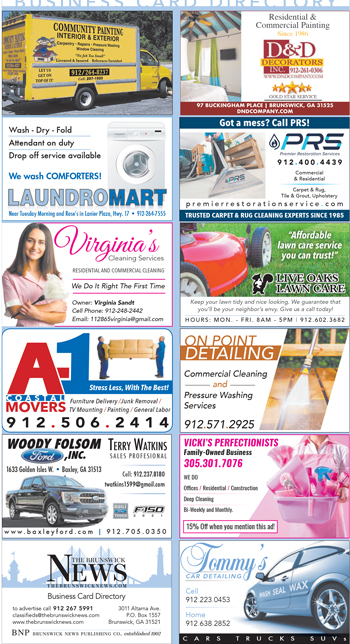 BUSINESS CARD DIRECTORY
COMMUNITY PAINTING
INTERIOR & EXTERIOR
Carpentry - Repairs - Pressure Washing
Window Cleaning
"No Job Too Small"
Licensed & Insured
LET US
GET ON
TOP OF IT!
912/264-8237
Residential &
Commercial Painting
Since 1986
D&D
DECORATORS
INC. 912-261-0306
WWW.DNDCOMPANY.COM
GOLD STAR SERVICE
97 BUCKINGHAM PLACE | BRUNSWICK, GA 31525
DNDCOMPANY.COM
Wash - Dry - Fold
Attendant on duty
Drop off service available
We wash COMFORTERS!
LAUNDROMART
Near Tuesday Morning and Rose's in Lanier Plaza, Hwy. 17 • 912-264-7555
Got a mess? Call PRS!
PRS
Premier Restoration Services
912.400.4439
Commercial
& Residential
Carpet & Rug,
Tile & Grout, Upholstery
premierrestorationservice.com
TRUSTED CARPET & RUG CLEANING EXPERTS SINCE 1985
Virginia's
Cleaning Services
RESIDENTIAL AND COMMERCIAL CLEANING
We Do It Right The First Time
Owner: Virginia Sandt
Cell Phone: 912-248-2442
Email: 112865virginia@gmail.com
"Affordable
lawn care service
you can trust!"
LIVE OAKS
LAWN CARE
Keep your lawn tidy and nice looking. We guarantee that
you'll be your neighbor's envy. Give us a call today!
HOURS: MON. - FRI. 8AM - 5PM | 912.602.3682
A-1
COASTAL
MOVERS
Stress Less, With The Best!
Furniture Delivery /Junk Removal /
TV Mounting / Painting / General Labor
912.506.2414
ON POINT
DETAILING
Commercial Cleaning
and
Pressure Washing
Services
912.571.2925
WOODY FOLSOM
Ford, INC.
1633 Golden Isles W. • Baxley, GA 31513
TERRY WATKINS
SALES PROFESIONAL
Cell: 912.237.8180
twatkins1599@gmail.com
F-150
www.baxleyford.com | 912.705.0350
VICKI'S PERFECTIONISTS
Family-Owned Business
305.301.7076
WE DO
Offices / Residential / Construction
Deep Cleaning
Bi-Weekly and Monthly.
15% Off when you mention this ad!
THE BRUNSWICK
NEWS
THEBRUNSWICKNEWS.COM
Business Card Directory
to advertise call 912 267 5991
classifieds@thebrunswicknews.com
www.thebrunswicknews.com
3011 Altama Ave.
P.O. Box 1557
Brunswick, GA 31521
BNP BRUNSWICK NEWS PUBLISHING CO., established 1902
Tommy's
CAR DETAILING
Cell
912 223 0453
Home
912 638 2852
WASH SEAL WAX
CARS TRUCKS SUVs